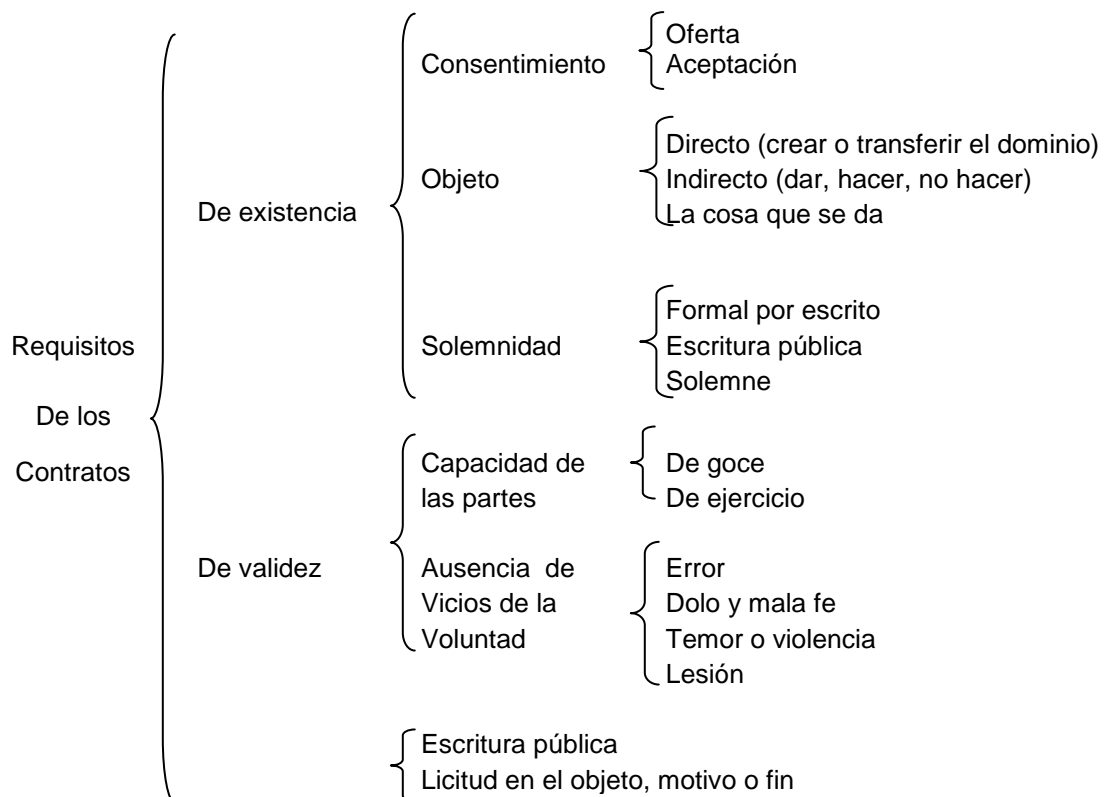 Requisitos
De los
Contratos
De existencia
Consentimiento
Oferta
Aceptación
Objeto
Directo (crear o transferir el dominio)
Indirecto (dar, hacer, no hacer)
La cosa que se da
Solemnidad
Formal por escrito
Escritura pública
Solemne
De validez
Capacidad de
las partes
De goce
De ejercicio
Ausencia de
Vicios de la
Voluntad
Error
Dolo y mala fe
Temor o violencia
Lesión
Escritura pública
Licitud en el objeto, motivo o fin